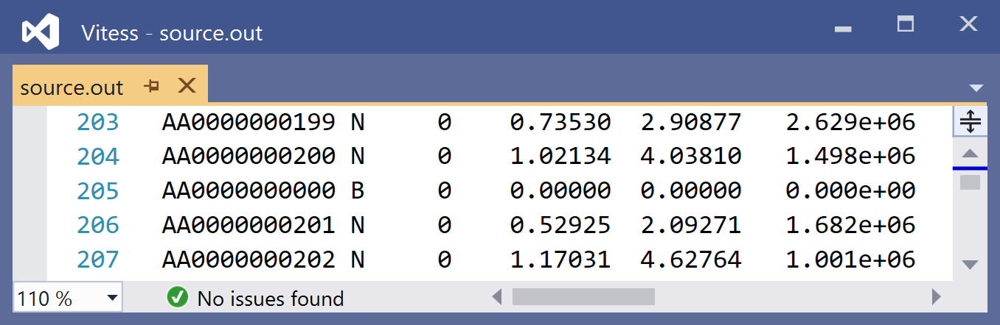 Vitess - source.out
source.out
203 AA0000000199 N 0 0.73530 2.90877 2.629e+06
204 AA0000000200 N 0 1.02134 4.03810 1.498e+06
205 AA0000000000 B 0 0.00000 0.00000 0.000e+00
206 AA0000000201 N 0 0.52925 2.09271 1.682e+06
207 AA0000000202 N 0 1.17031 4.62764 1.001e+06
110 % No issues found